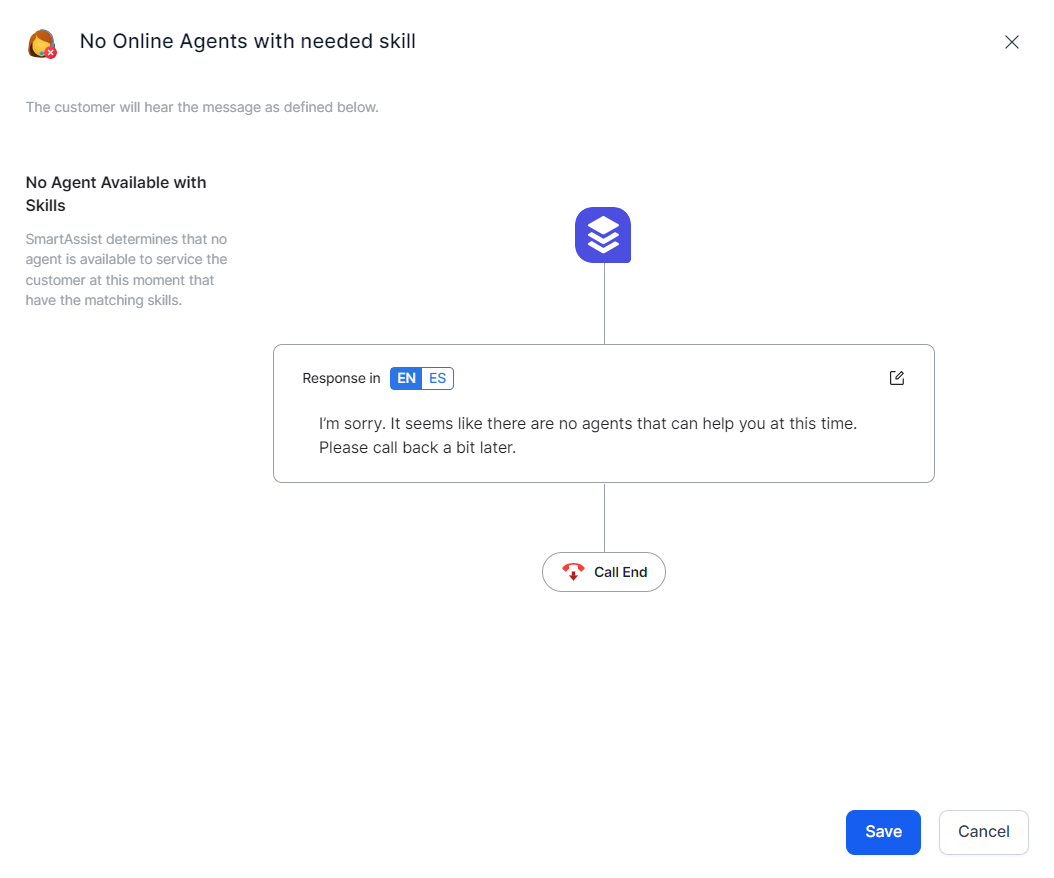 No Online Agents with needed skill
The customer will hear the message as defined below.
No Agent Available with
Skills
SmartAssist determines that no
agent is available to service the
customer at this moment that
have the matching skills.
Response in EN ES
I'm sorry. It seems like there are no agents that can help you at this time.
Please call back a bit later.
Call End
Save Cancel